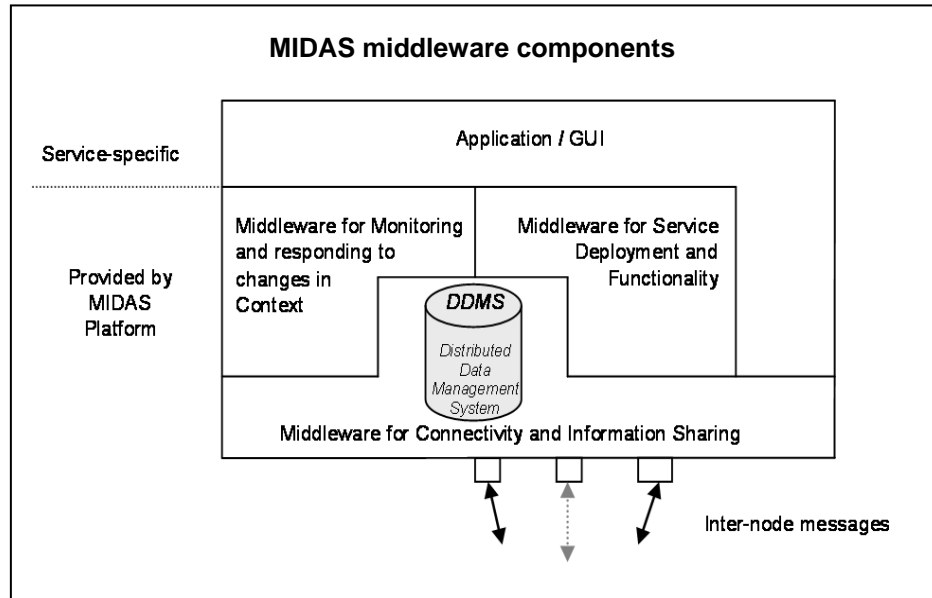 MIDAS middleware components
Application / GUI
Service-specific
Middleware for Monitoring
and responding to
changes in
Context
Middleware for Service
Deployment and
Functionality
Provided by
MIDAS
Platform
DDMS
Distributed
Data
Management
System
Middleware for Connectivity and Information Sharing
Inter-node messages